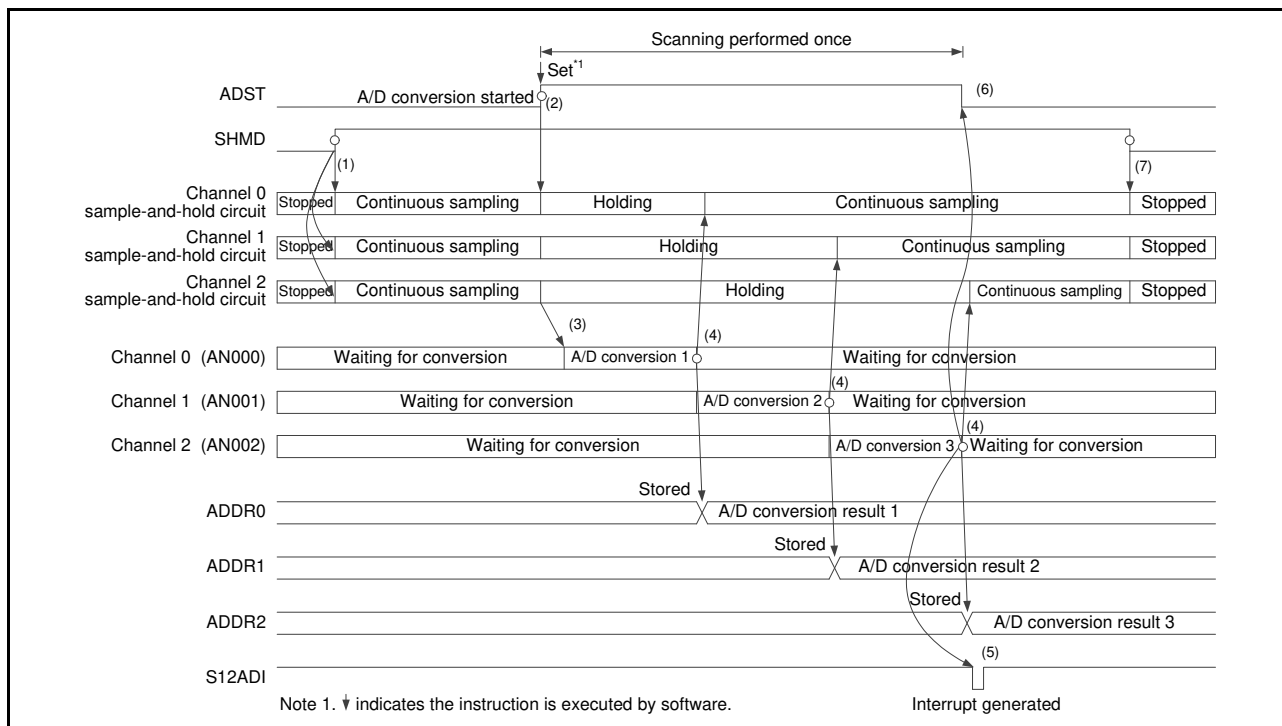 Scanning performed once
Set*1
ADST
A/D conversion started
(2)
(6)
SHMD
(1)
(7)
Channel 0
sample-and-hold circuit
Stopped
Continuous sampling
Holding
Continuous sampling
Stopped
Channel 1
sample-and-hold circuit
Stopped
Continuous sampling
Holding
Continuous sampling
Stopped
Channel 2
sample-and-hold circuit
Stopped
Continuous sampling
Holding
Continuous sampling
Stopped
(3)
(4)
Channel 0 (AN000)
Waiting for conversion
A/D conversion 1
Waiting for conversion
(4)
Channel 1 (AN001)
Waiting for conversion
A/D conversion 2
Waiting for conversion
(4)
Channel 2 (AN002)
Waiting for conversion
A/D conversion 3
Waiting for conversion
Stored
ADDR0
A/D conversion result 1
Stored
ADDR1
A/D conversion result 2
Stored
ADDR2
A/D conversion result 3
(5)
S12ADI
Note 1. ↓ indicates the instruction is executed by software.
Interrupt generated